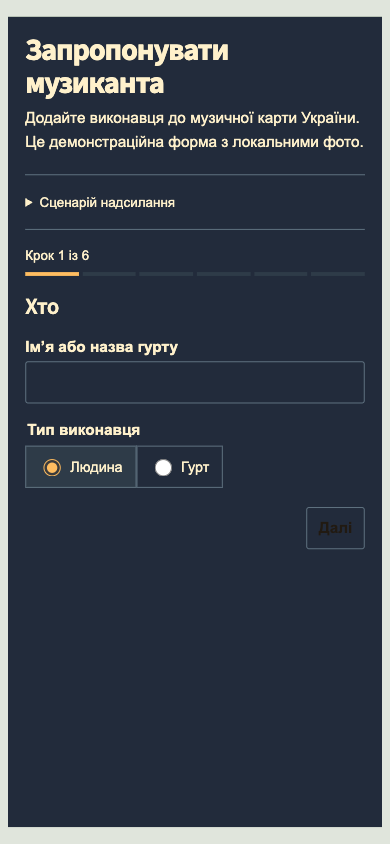 Запропонувати
музиканта
Додайте виконавця до музичної карти України.
Це демонстраційна форма з локальними фото.
Сценарій надсилання
Крок 1 із 6
Хто
Ім’я або назва гурту
Тип виконавця
Людина
Гурт
Далі